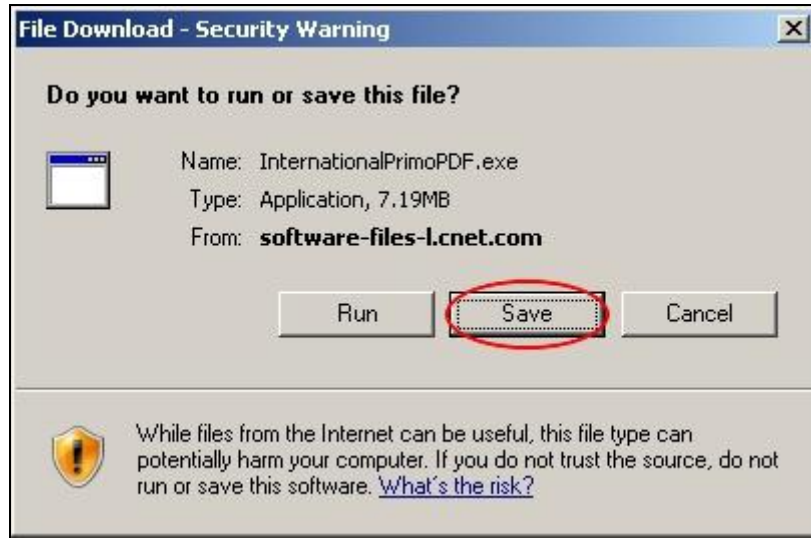 File Download - Security Warning
Do you want to run or save this file?
Name: InternationalPrimoPDF.exe
Type: Application, 7.19MB
From: software-files-l.cnet.com
Run Save Cancel
While files from the Internet can be useful, this file type can
potentially harm your computer. If you do not trust the source, do not
run or save this software. What's the risk?